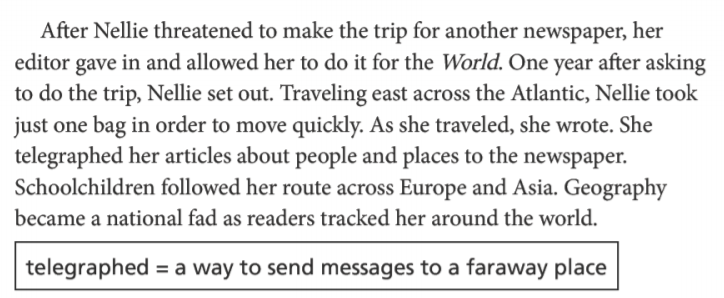 After Nellie threatened to make the trip for another newspaper, her
editor gave in and allowed her to do it for the World. One year after asking
to do the trip, Nellie set out. Traveling east across the Atlantic, Nellie took
just one bag in order to move quickly. As she traveled, she wrote. She
telegraphed her articles about people and places to the newspaper.
Schoolchildren followed her route across Europe and Asia. Geography
became a national fad as readers tracked her around the world.
telegraphed = a way to send messages to a faraway place